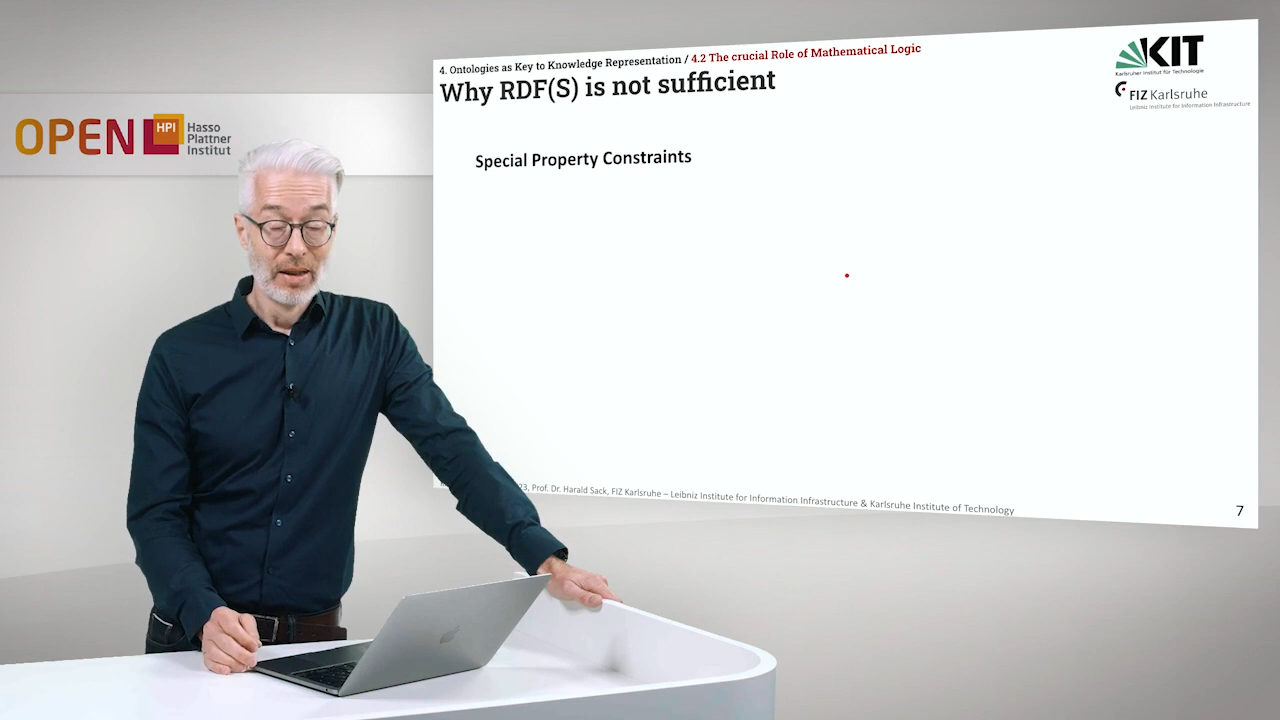 4. Ontologies as Key to Knowledge Representation / 4.2 The crucial Role of Mathematical Logic
Why RDF(S) is not sufficient
KIT
Karlsruher Institut für Technologie
FIZ Karlsruhe
Leibniz Institute for Information Infrastructure
OPEN
HPI
Hasso
Plattner
Institut
Special Property Constraints
23, Prof. Dr. Harald Sack, FIZ Karlsruhe – Leibniz Institute for Information Infrastructure & Karlsruhe Institute of Technology
7